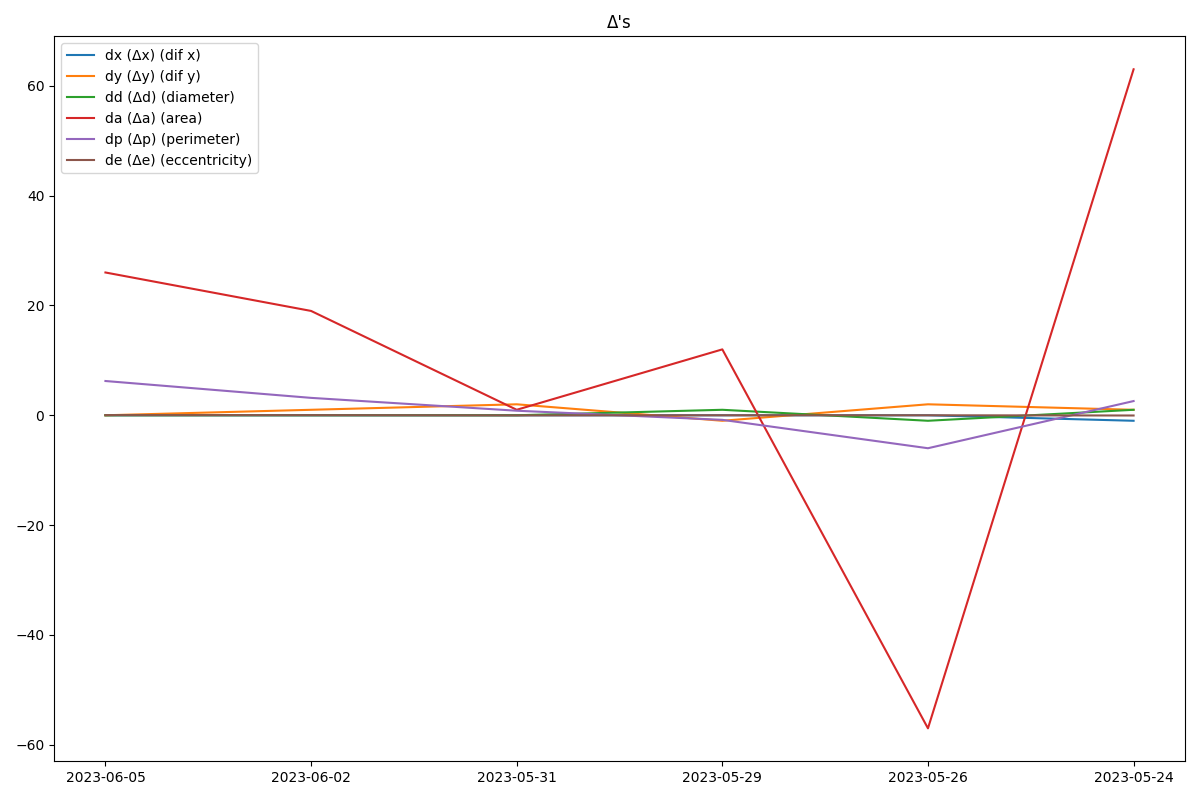 Δ's
dx (Δx) (dif x)
dy (Δy) (dif y)
dd (Δd) (diameter)
da (Δa) (area)
dp (Δp) (perimeter)
de (Δe) (eccentricity)
60
40
20
0
−20
−40
−60
2023-06-05 2023-06-02 2023-05-31 2023-05-29 2023-05-26 2023-05-24